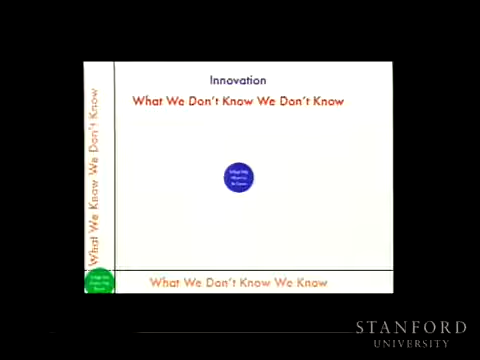 Innovation
What We Don't Know We Don't Know
What We Know We Don't Know
What We Don't Know We Know
STANFORD
UNIVERSITY